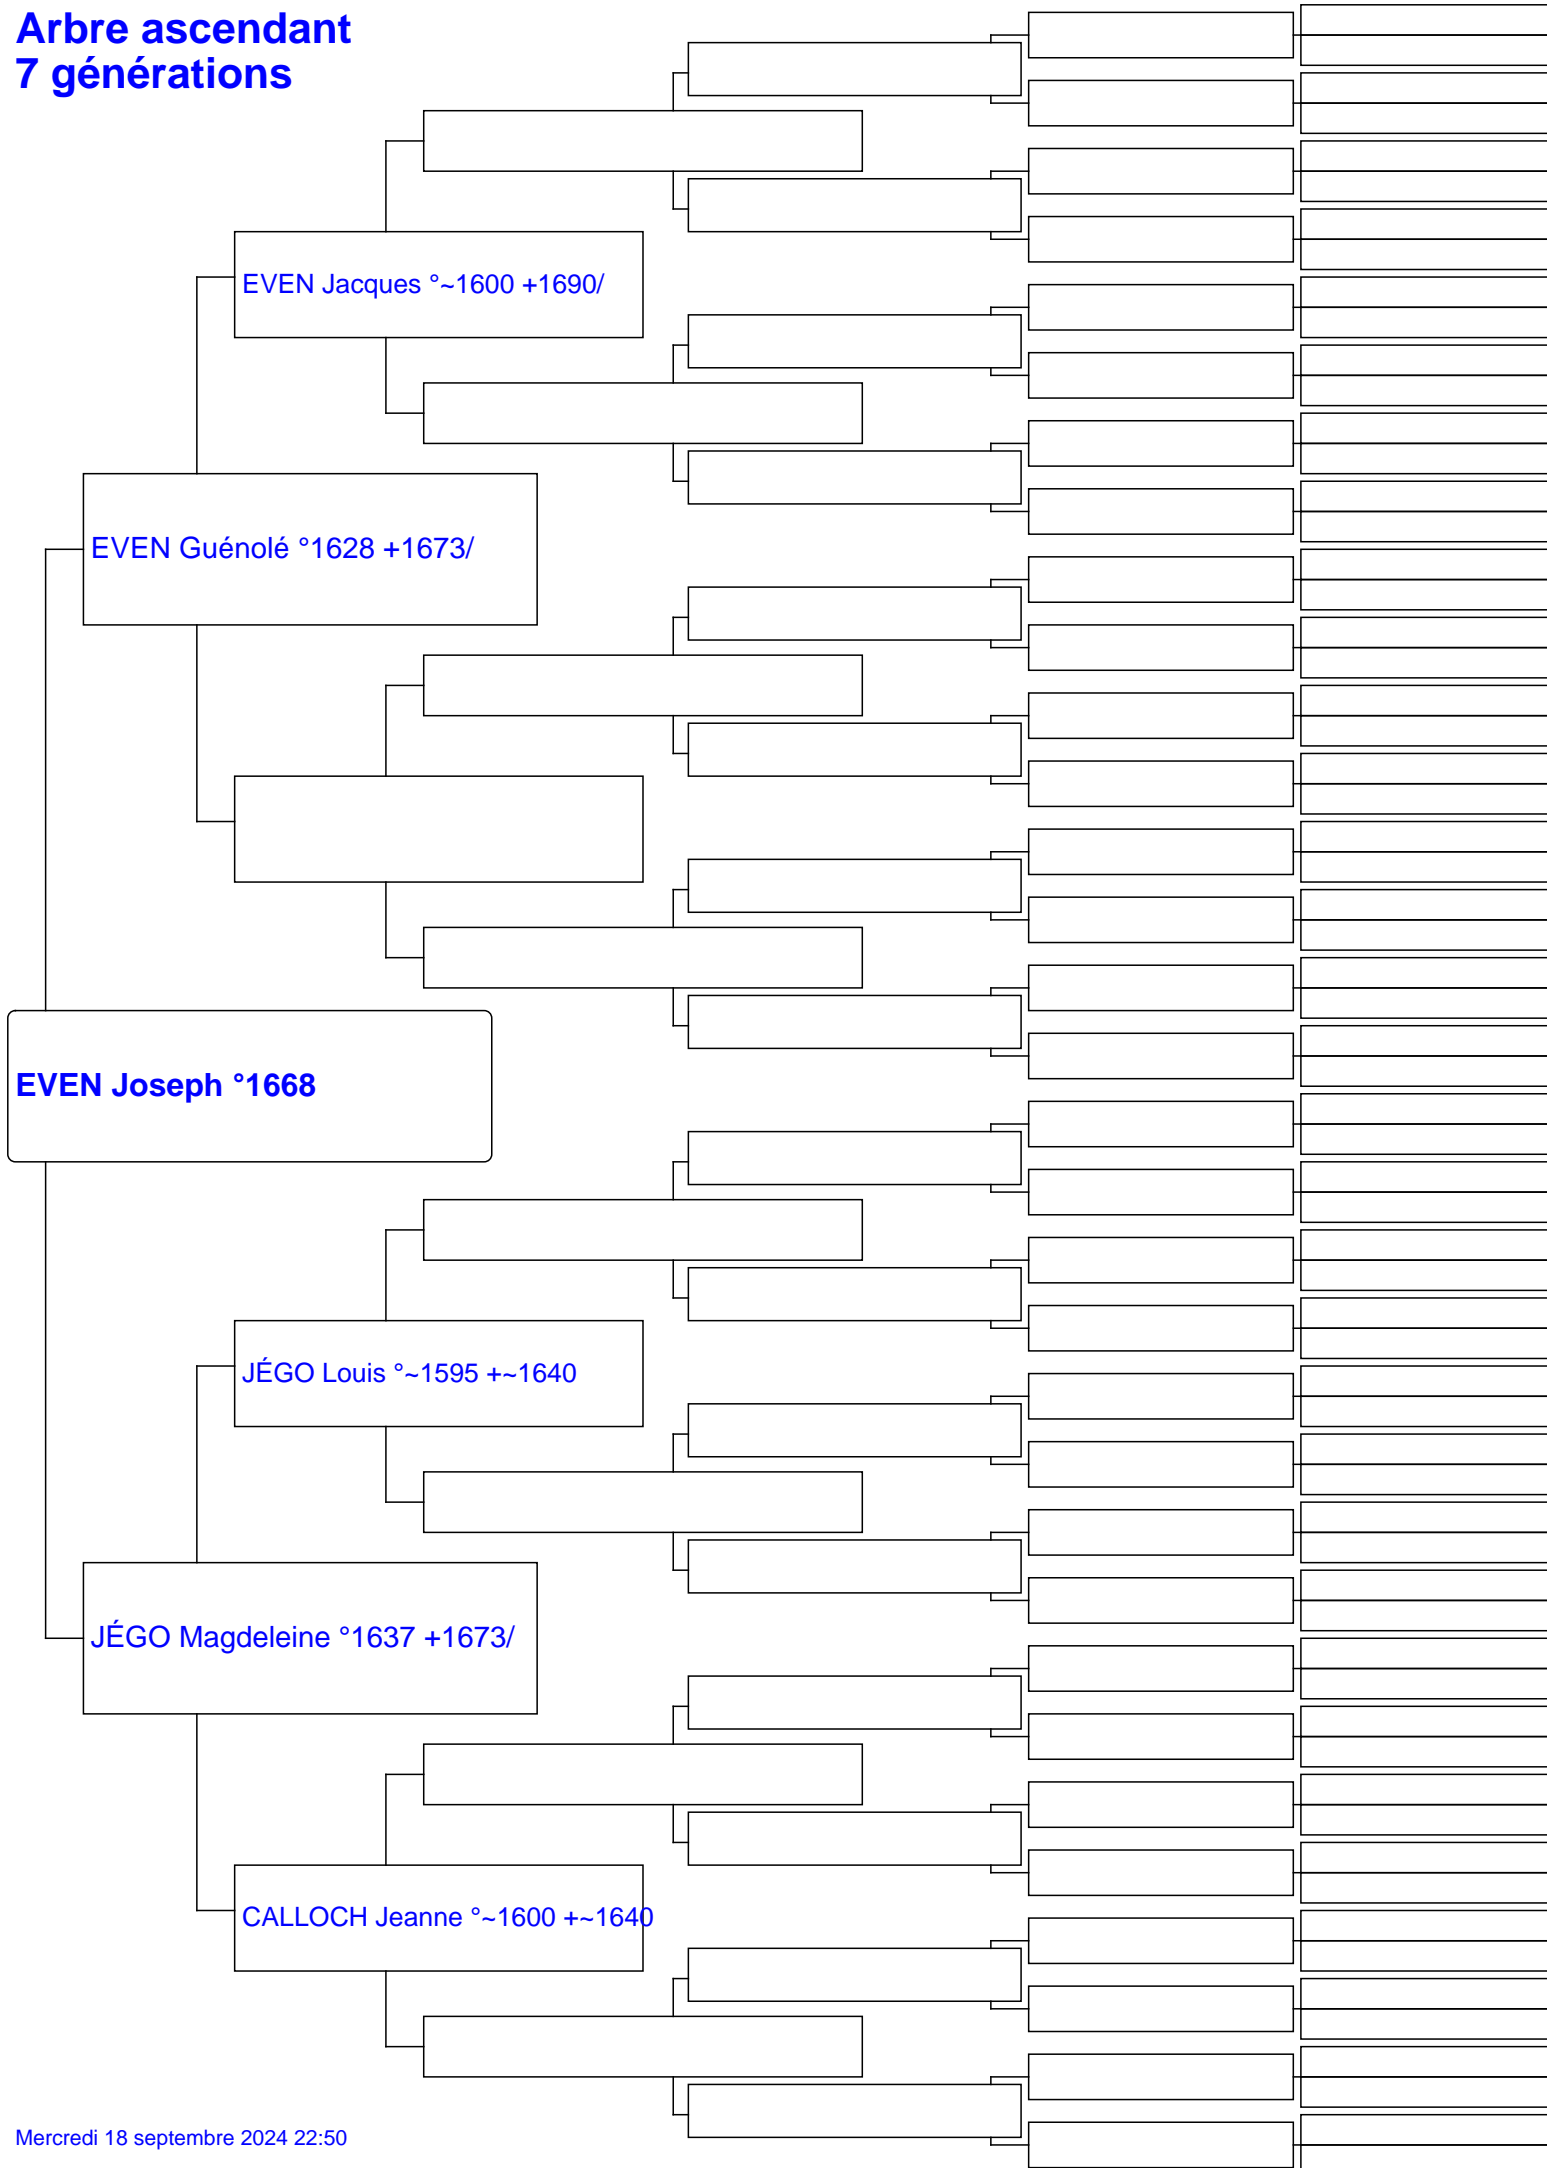 Arbre ascendant
7 générations
EVEN Jacques °~1600 +1690/
EVEN Guénolé °1628 +1673/
EVEN Joseph °1668
JÉGO Louis °~1595 +~1640
JÉGO Magdeleine °1637 +1673/
CALLOCH Jeanne °~1600 +~1640
Mercredi 18 septembre 2024 22:50